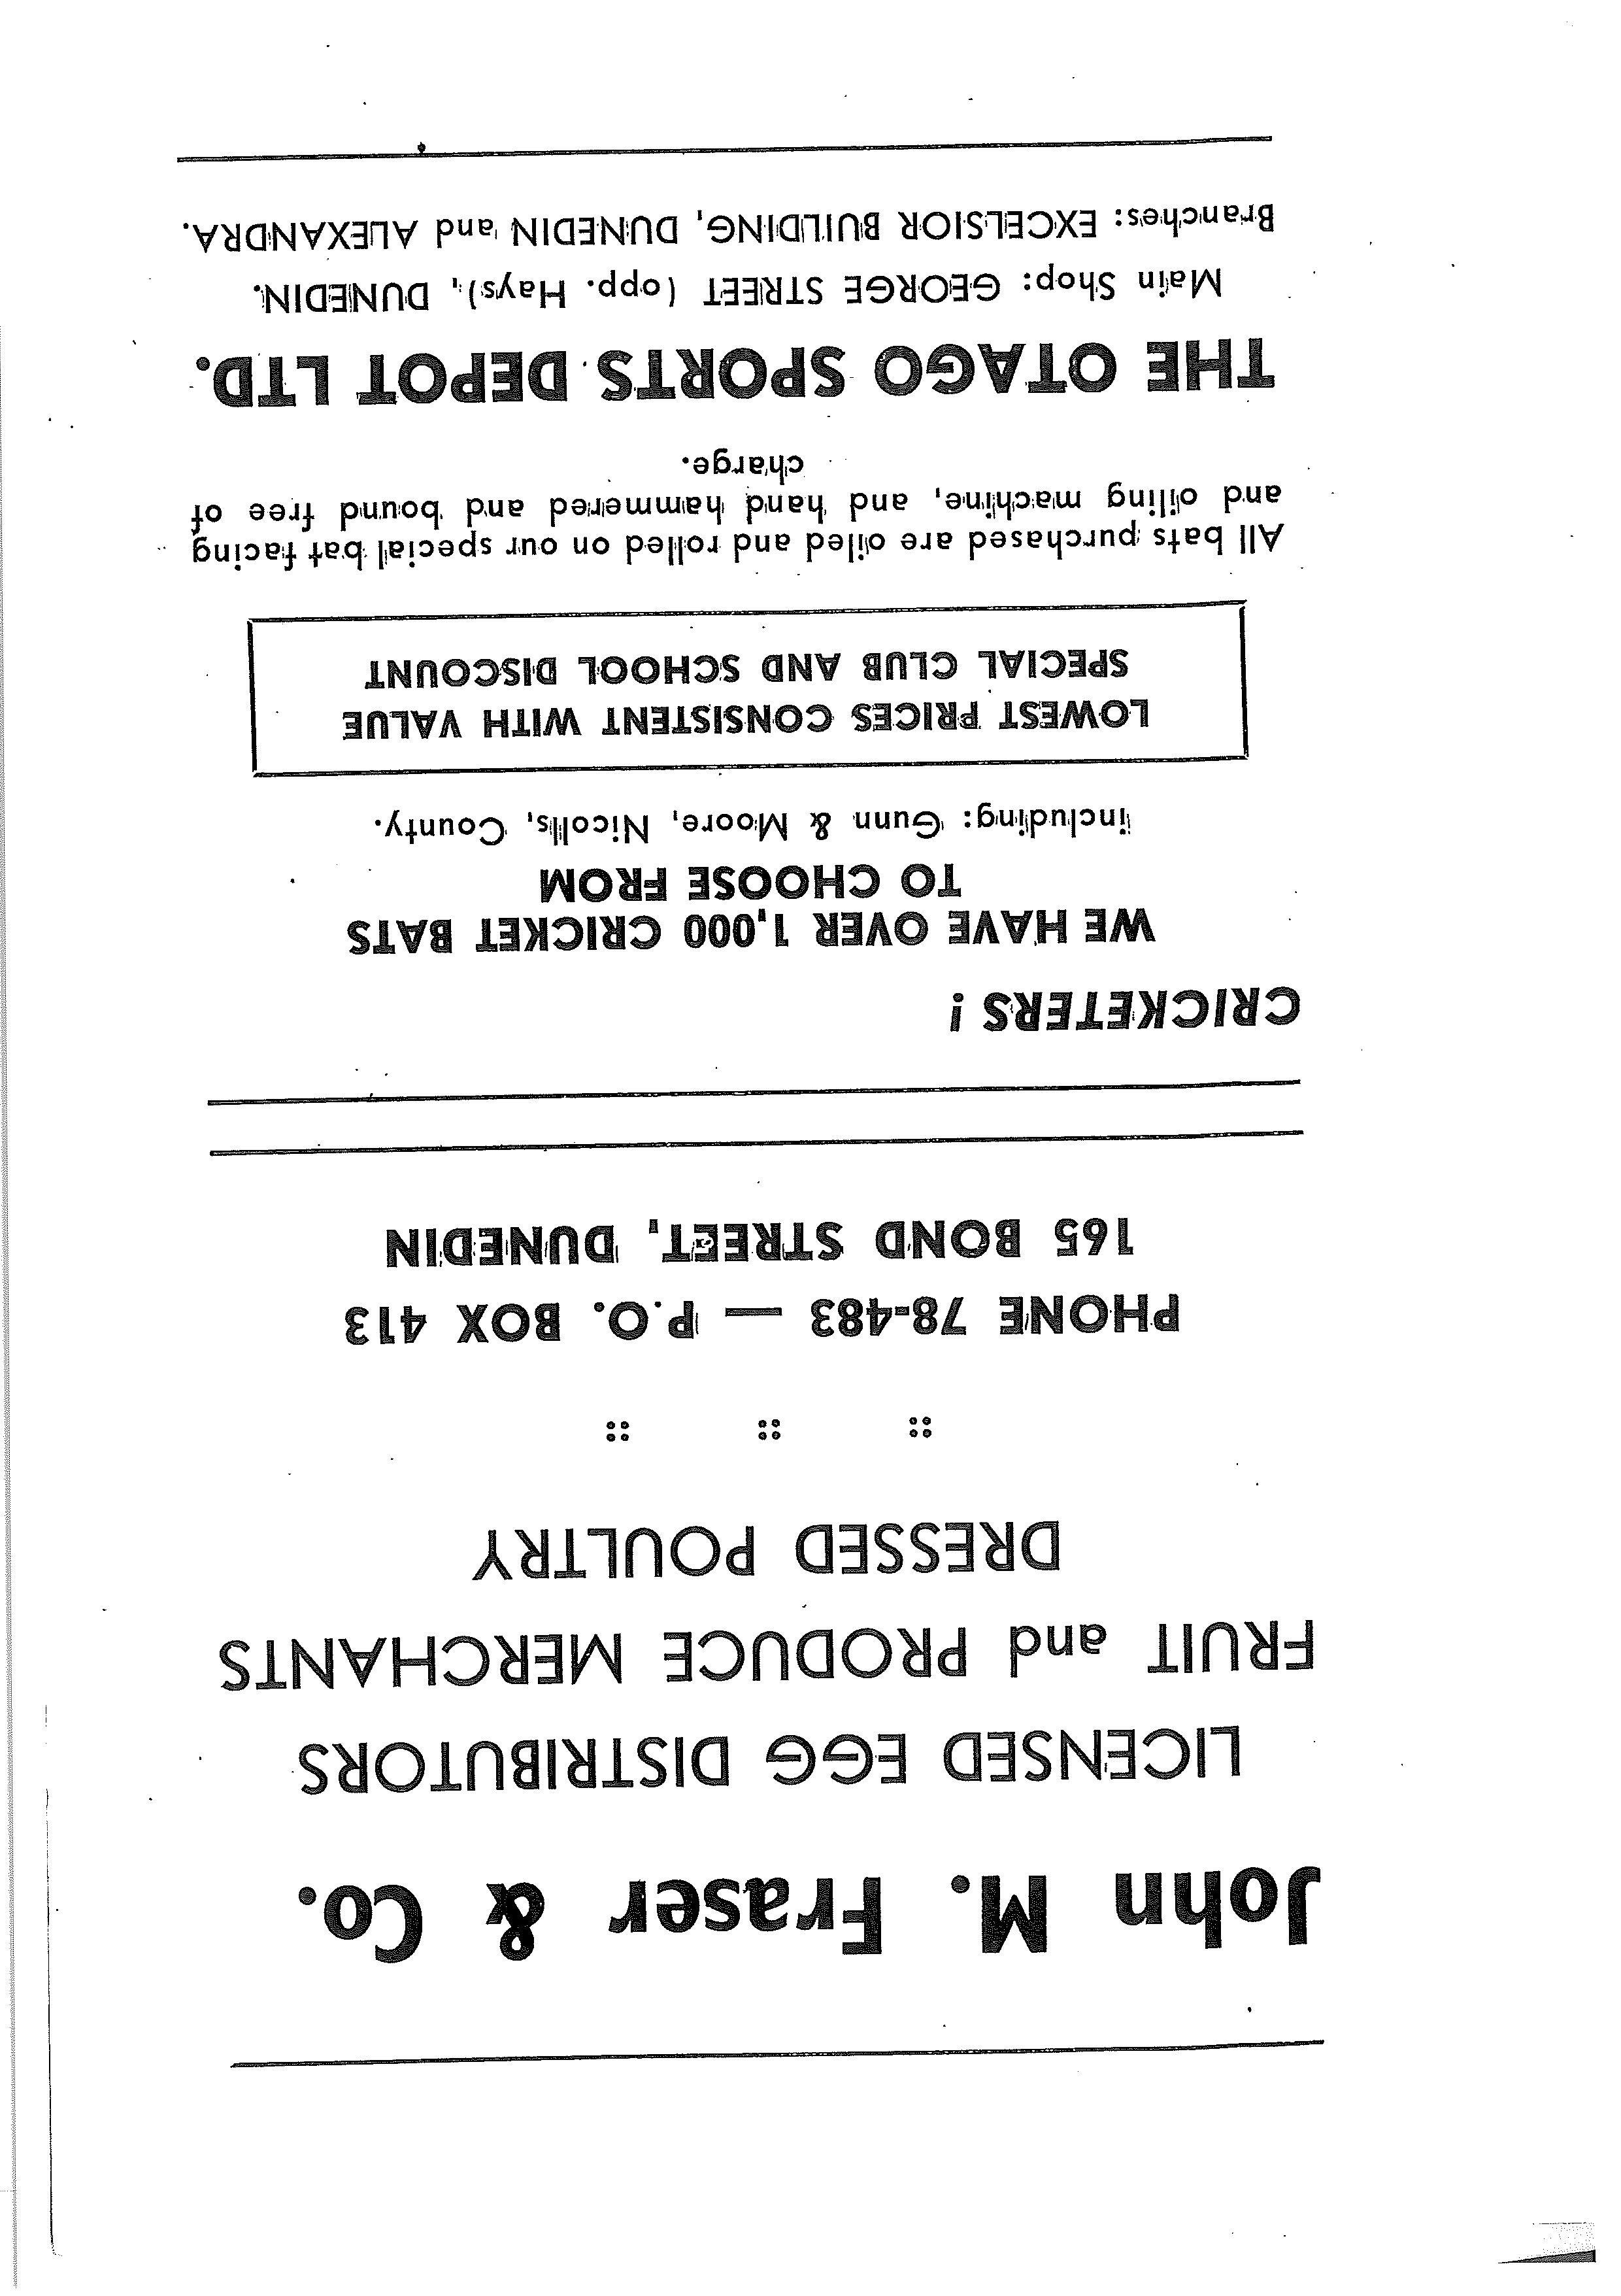 John M. Fraser & Co.
LICENSED EGG DISTRIBUTORS
FRUIT and PRODUCE MERCHANTS
DRESSED POULTRY
:: :: ::
PHONE 78-483 — P.O. BOX 413
165 BOND STREET, DUNEDIN
CRICKETERS !
WE HAVE OVER 1,000 CRICKET BATS
TO CHOOSE FROM
including: Gunn & Moore, Nicolls, County.
LOWEST PRICES CONSISTENT WITH VALUE
SPECIAL CLUB AND SCHOOL DISCOUNT
All bats purchased are oiled and rolled on our special bat facing
and oiling machine, and hand hammered and bound free of
charge.
THE OTAGO SPORTS DEPOT LTD.
Main Shop: GEORGE STREET (opp. Hays), DUNEDIN.
Branches: EXCELSIOR BUILDING, DUNEDIN and ALEXANDRA.